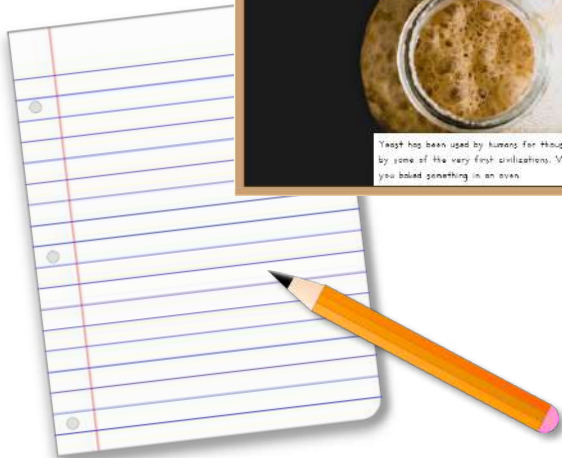 Yeast has been used by humans for thou
by some of the very first civilizations. 
you baked something in an oven